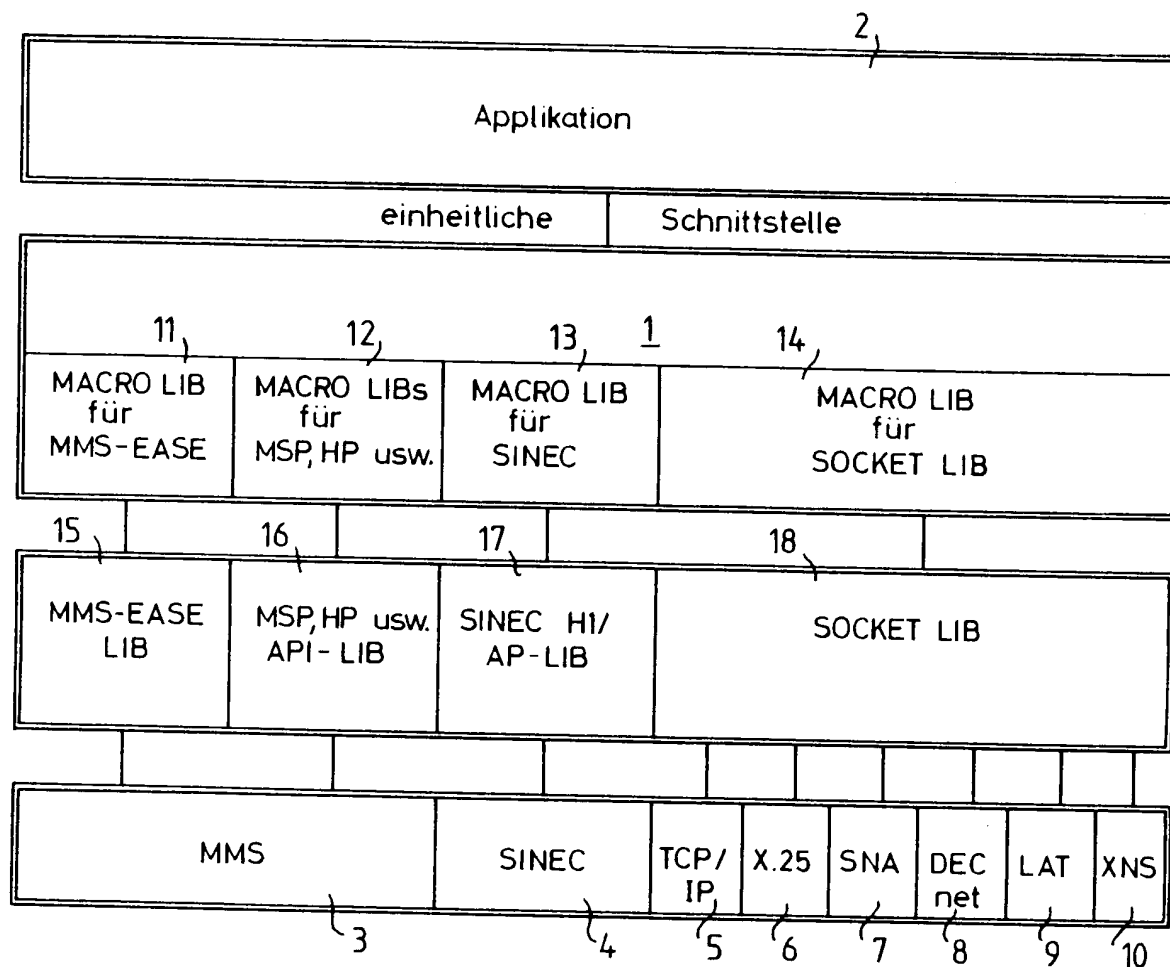 2
Applikation
einheitliche Schnittstelle
11 12 13 1 14
MACRO LIB
für
MMS-EASE
MACRO LIBs
für
MSP, HP usw.
MACRO LIB
für
SINEC
MACRO LIB
für
SOCKET LIB
15 16 17 18
MMS-EASE
LIB
MSP, HP usw.
API-LIB
SINEC H1/
AP-LIB
SOCKET LIB
MMS
SINEC
TCP/
IP
X.25
SNA
DEC
net
LAT
XNS
3 4 5 6 7 8 9 10